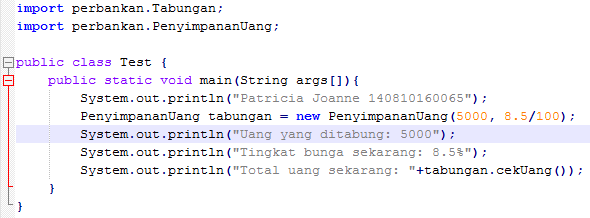 import perbankan.Tabungan;
import perbankan.PenyimpananUang;
public class Test {
public static void main(String args[]){
System.out.println("Patricia Joanne 140810160065");
PenyimpananUang tabungan = new PenyimpananUang(5000, 8.5/100);
System.out.println("Uang yang ditabung: 5000");
System.out.println("Tingkat bunga sekarang: 8.5%");
System.out.println("Total uang sekarang: "+tabungan.cekUang());
}
}